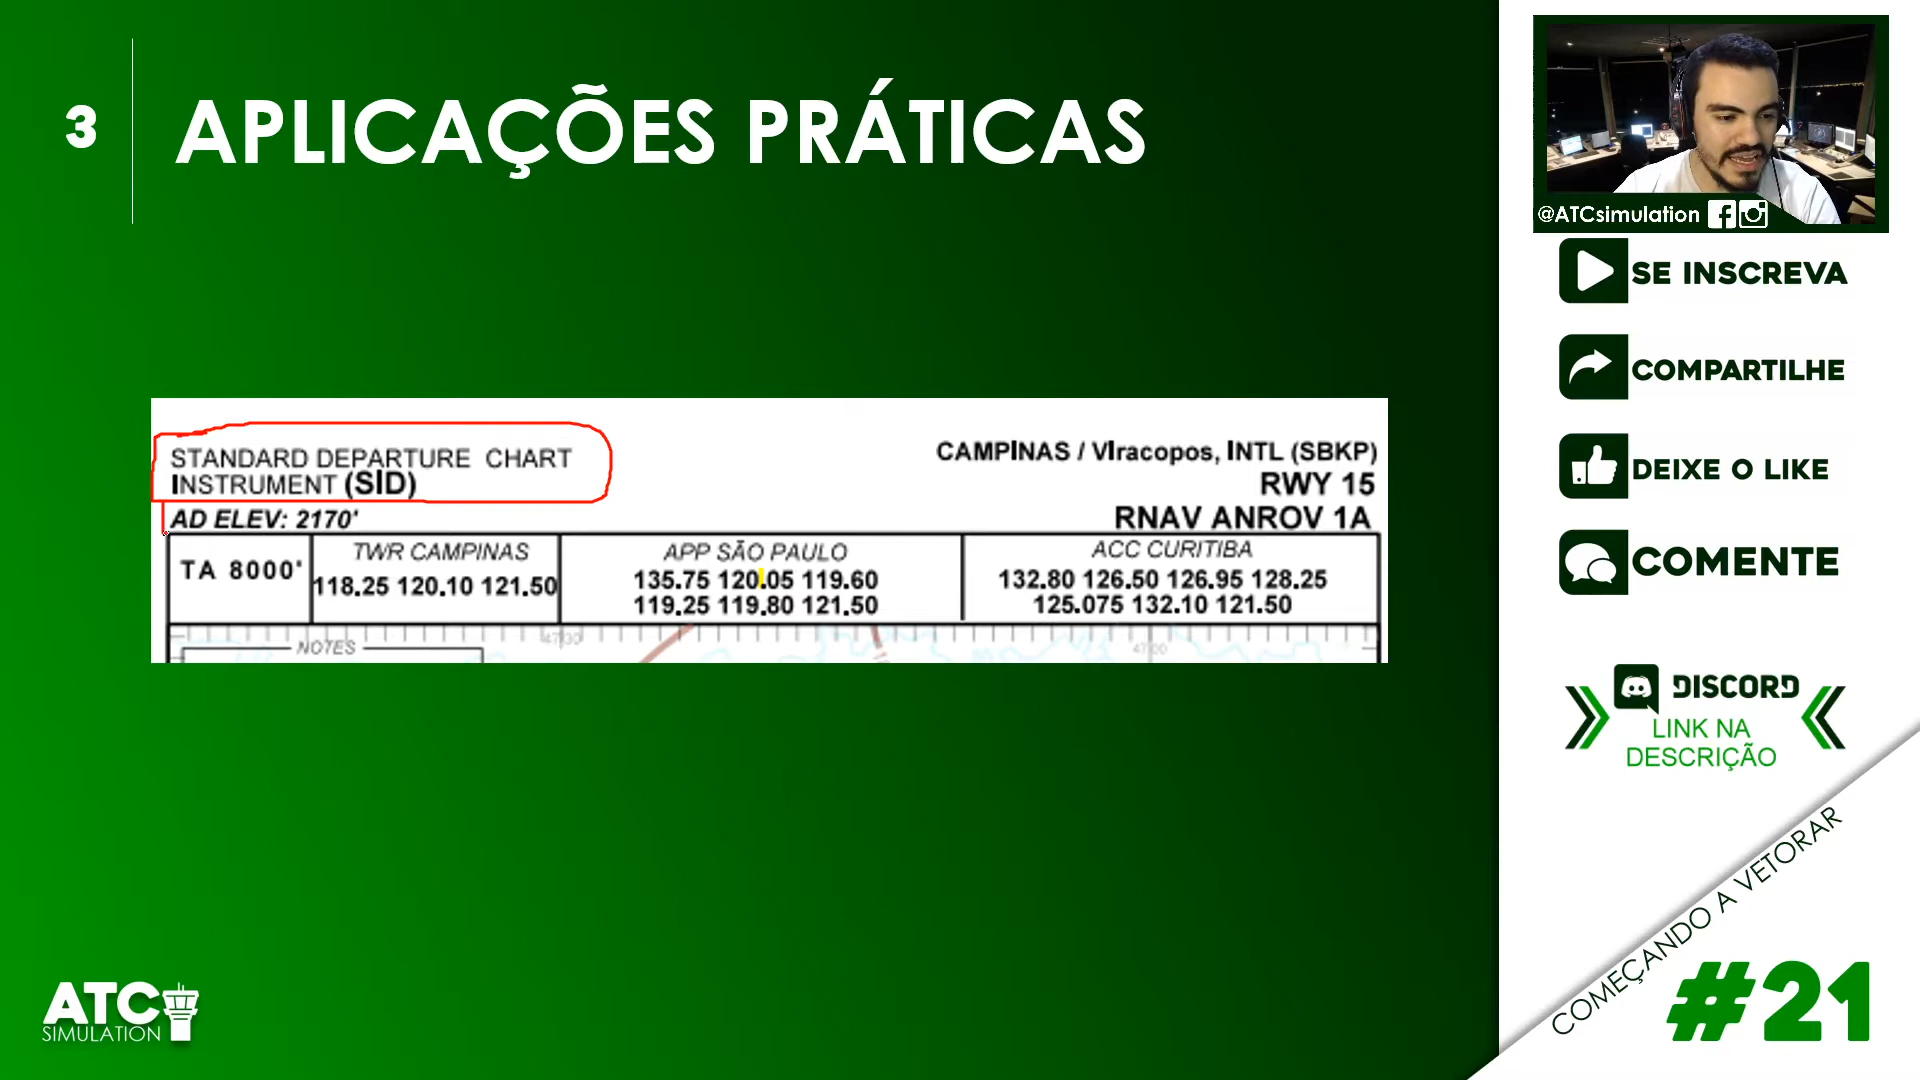 3
APLICAÇÕES PRÁTICAS
STANDARD DEPARTURE CHART
INSTRUMENT (SID)
AD ELEV: 2170'
CAMPINAS / Viracopos, INTL (SBKP)
RWY 15
RNAV ANROV 1A
TA 8000'
TWR CAMPINAS
118.25 120.10 121.50
APP SÃO PAULO
135.75 120.05 119.60
119.25 119.80 121.50
ACC CURITIBA
132.80 126.50 126.95 128.25
125.075 132.10 121.50
NOTES
47°30
47°00
@ATCsimulation
SE INSCREVA
COMPARTILHE
DEIXE O LIKE
COMENTE
DISCORD
LINK NA
DESCRIÇÃO
COMEÇANDO A VETORAR
#21
ATC
SIMULATION